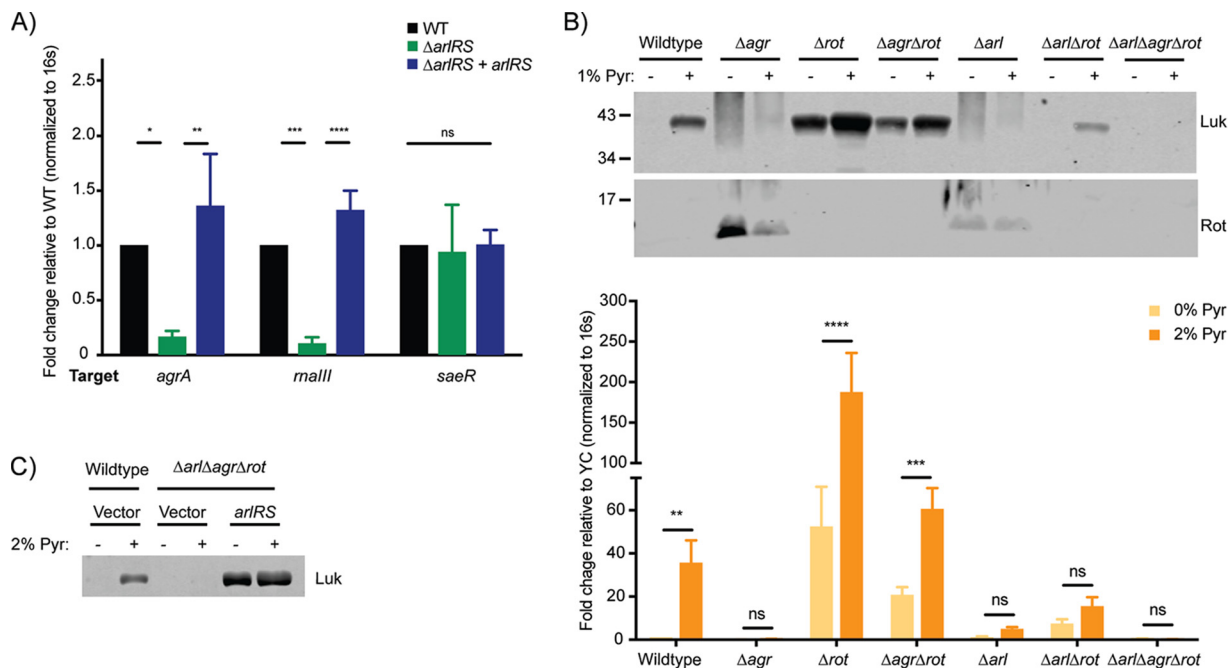 A)
WT
ΔarlRS
ΔarlRS + arlRS
Fold change relative to WT (normalized to 16s)
2.5
2.0
1.5
1.0
0.5
0
* ** *** **** ns
Target agrA rnaIII saeR
B)
Wildtype Δagr Δrot ΔagrΔrot Δarl ΔarlΔrot ΔarlΔagrΔrot
1% Pyr: - + - + - + - + - + - + - +
43
34
Luk
17
Rot
Fold chage relative to YC (normalized to 16s)
300
250
200
150
100
60
40
20
0
0% Pyr
2% Pyr
** ns **** *** ns ns ns
Wildtype Δagr Δrot ΔagrΔrot Δarl ΔarlΔrot ΔarlΔagrΔrot
C)
Wildtype ΔarlΔagrΔrot
Vector Vector arlRS
2% Pyr: - + - + - +
Luk